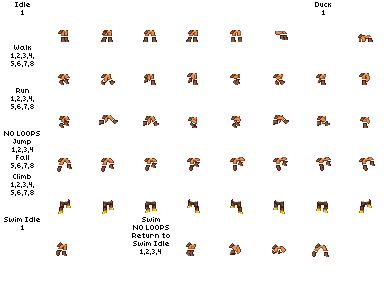 Idle
1
Duck
1
Walk
1,2,3,4,
5,6,7,8
Run
1,2,3,4,
5,6,7,8
NO LOOPS
Jump
1,2,3,4
Fall
5,6,7,8
Climb
1,2,3,4,
5,6,7,8
Swim Idle
1
Swim
NO LOOPS
Return to
Swim Idle
1,2,3,4